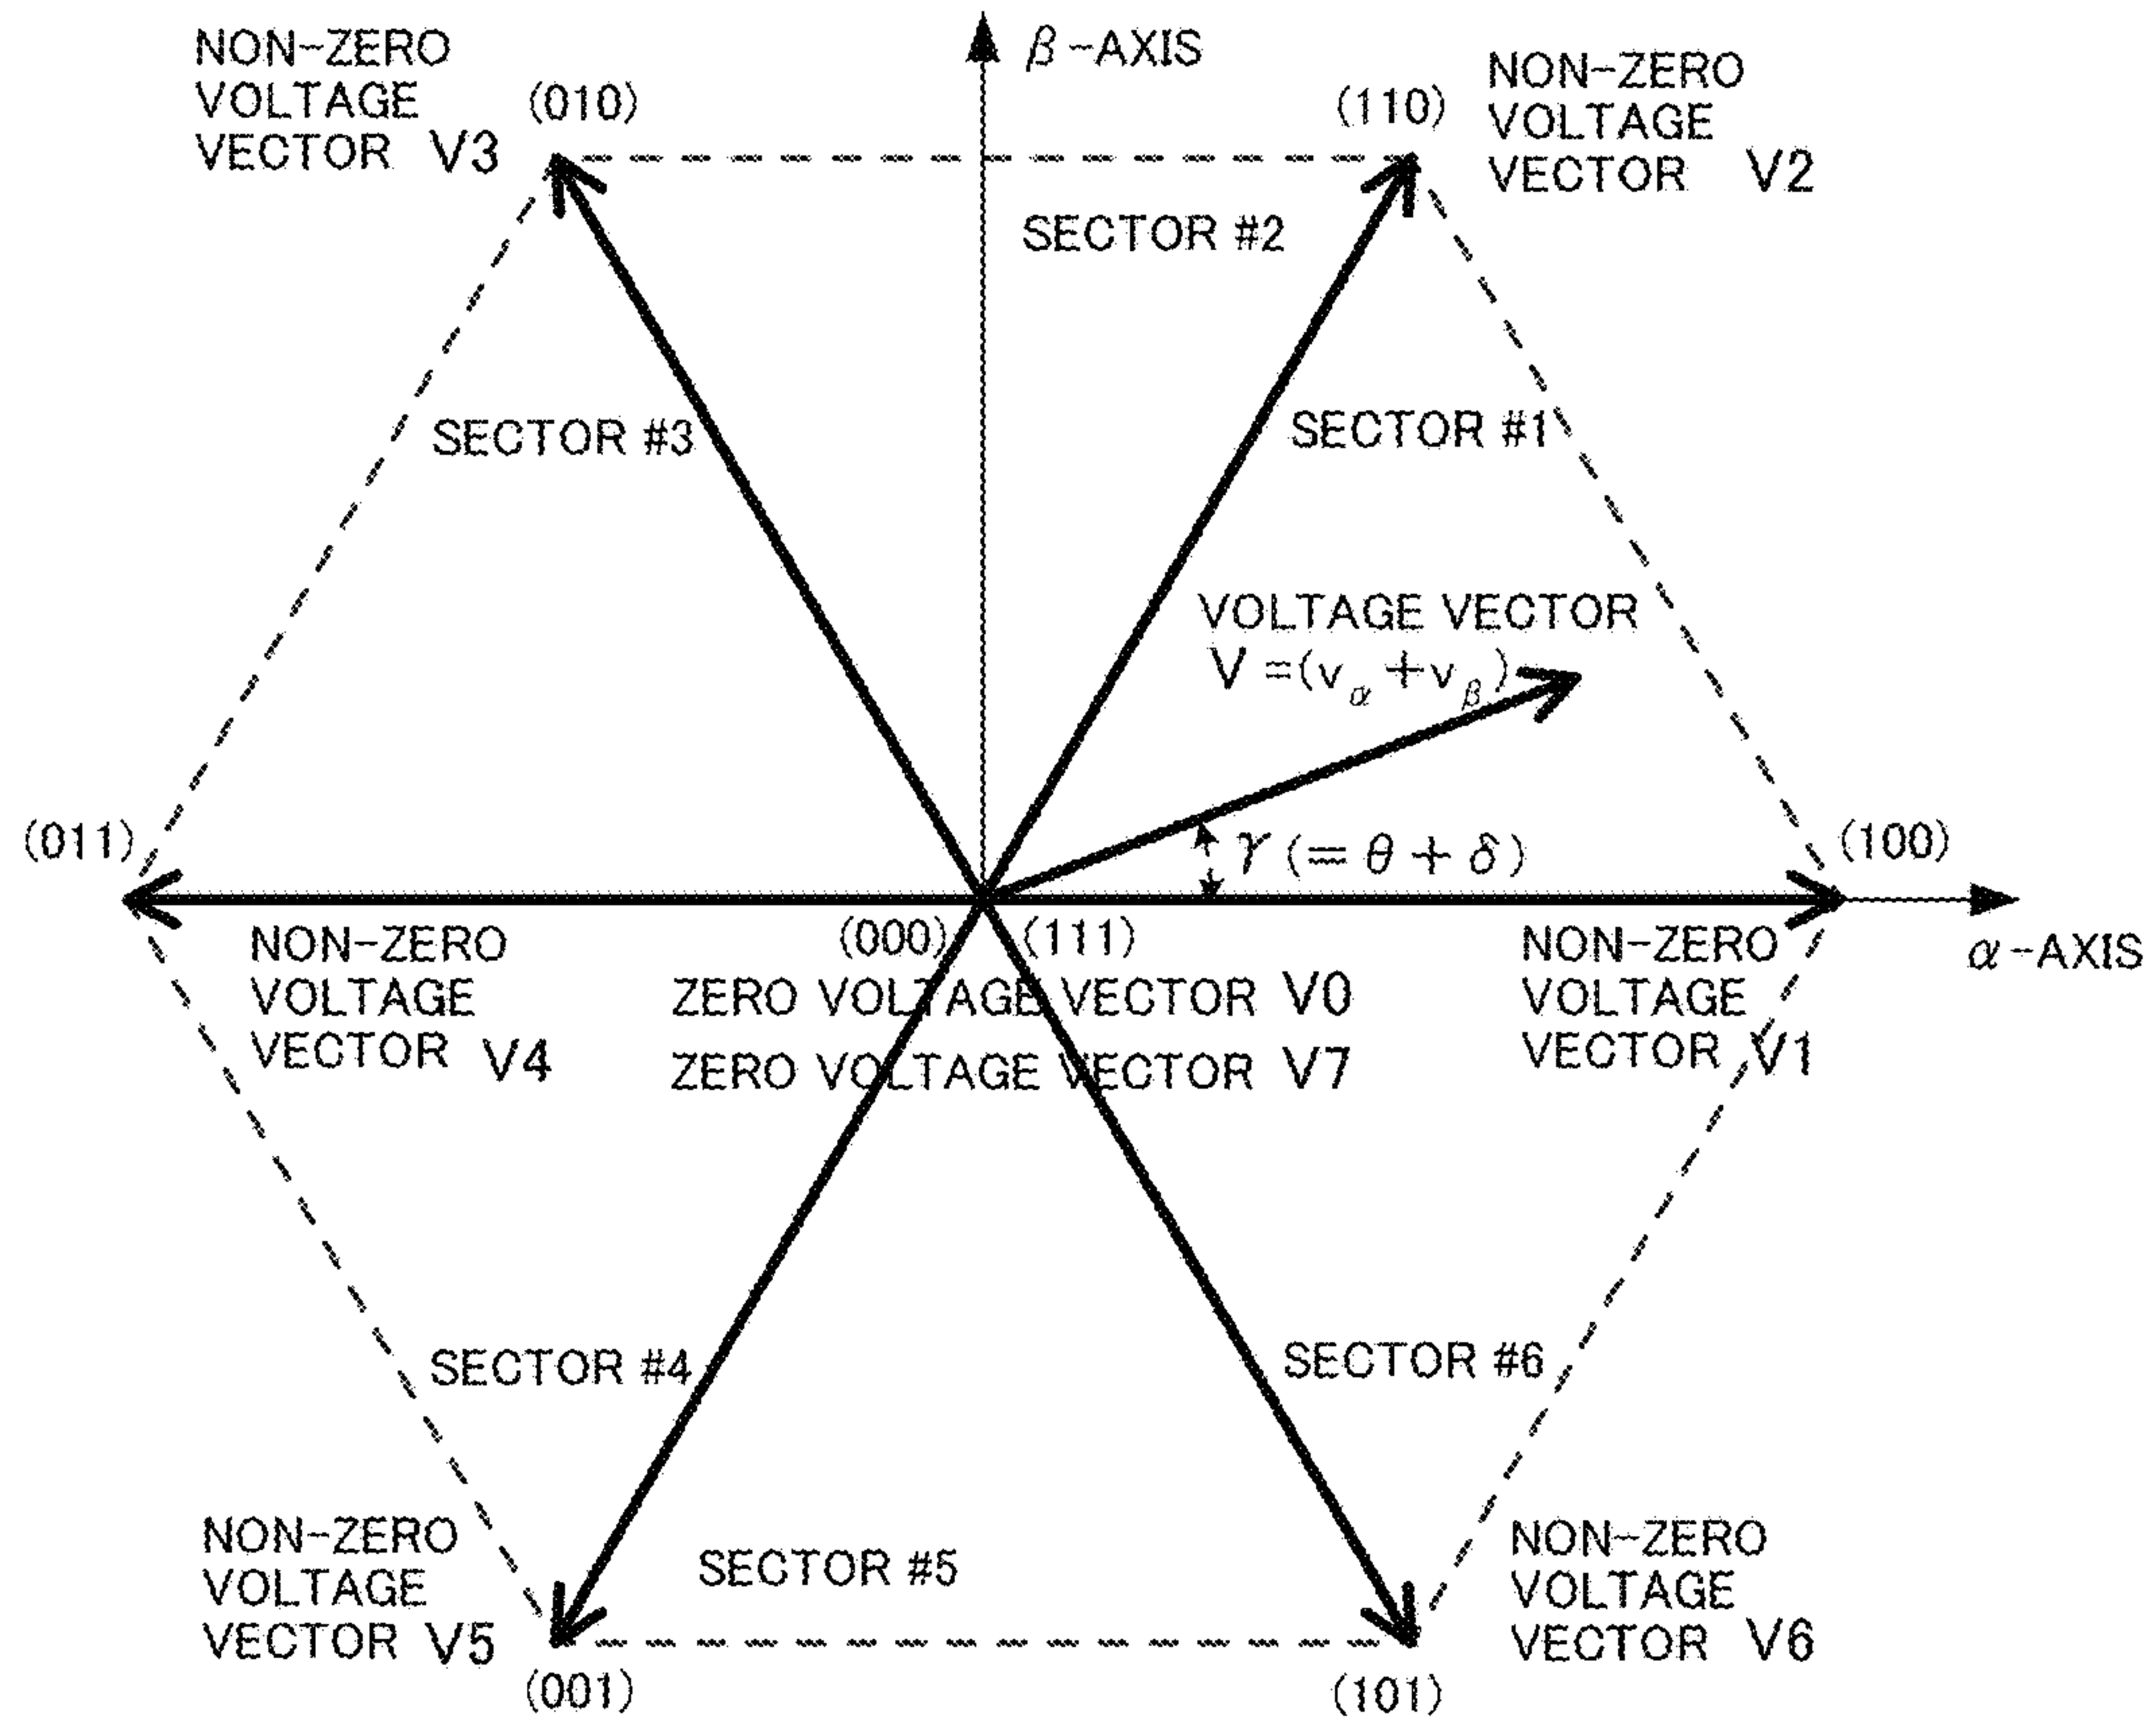 β-AXIS
NON-ZERO
VOLTAGE
VECTOR V3
(010)
(110)
NON-ZERO
VOLTAGE
VECTOR V2
SECTOR #2
SECTOR #3
SECTOR #1
VOLTAGE VECTOR
V=(vα+vβ)
(011)
γ(=θ+δ)
(100)
(000)
(111)
α-AXIS
NON-ZERO
VOLTAGE
VECTOR V4
ZERO VOLTAGE VECTOR V0
ZERO VOLTAGE VECTOR V7
NON-ZERO
VOLTAGE
VECTOR V1
SECTOR #4
SECTOR #6
SECTOR #5
NON-ZERO
VOLTAGE
VECTOR V5
(001)
(101)
NON-ZERO
VOLTAGE
VECTOR V6